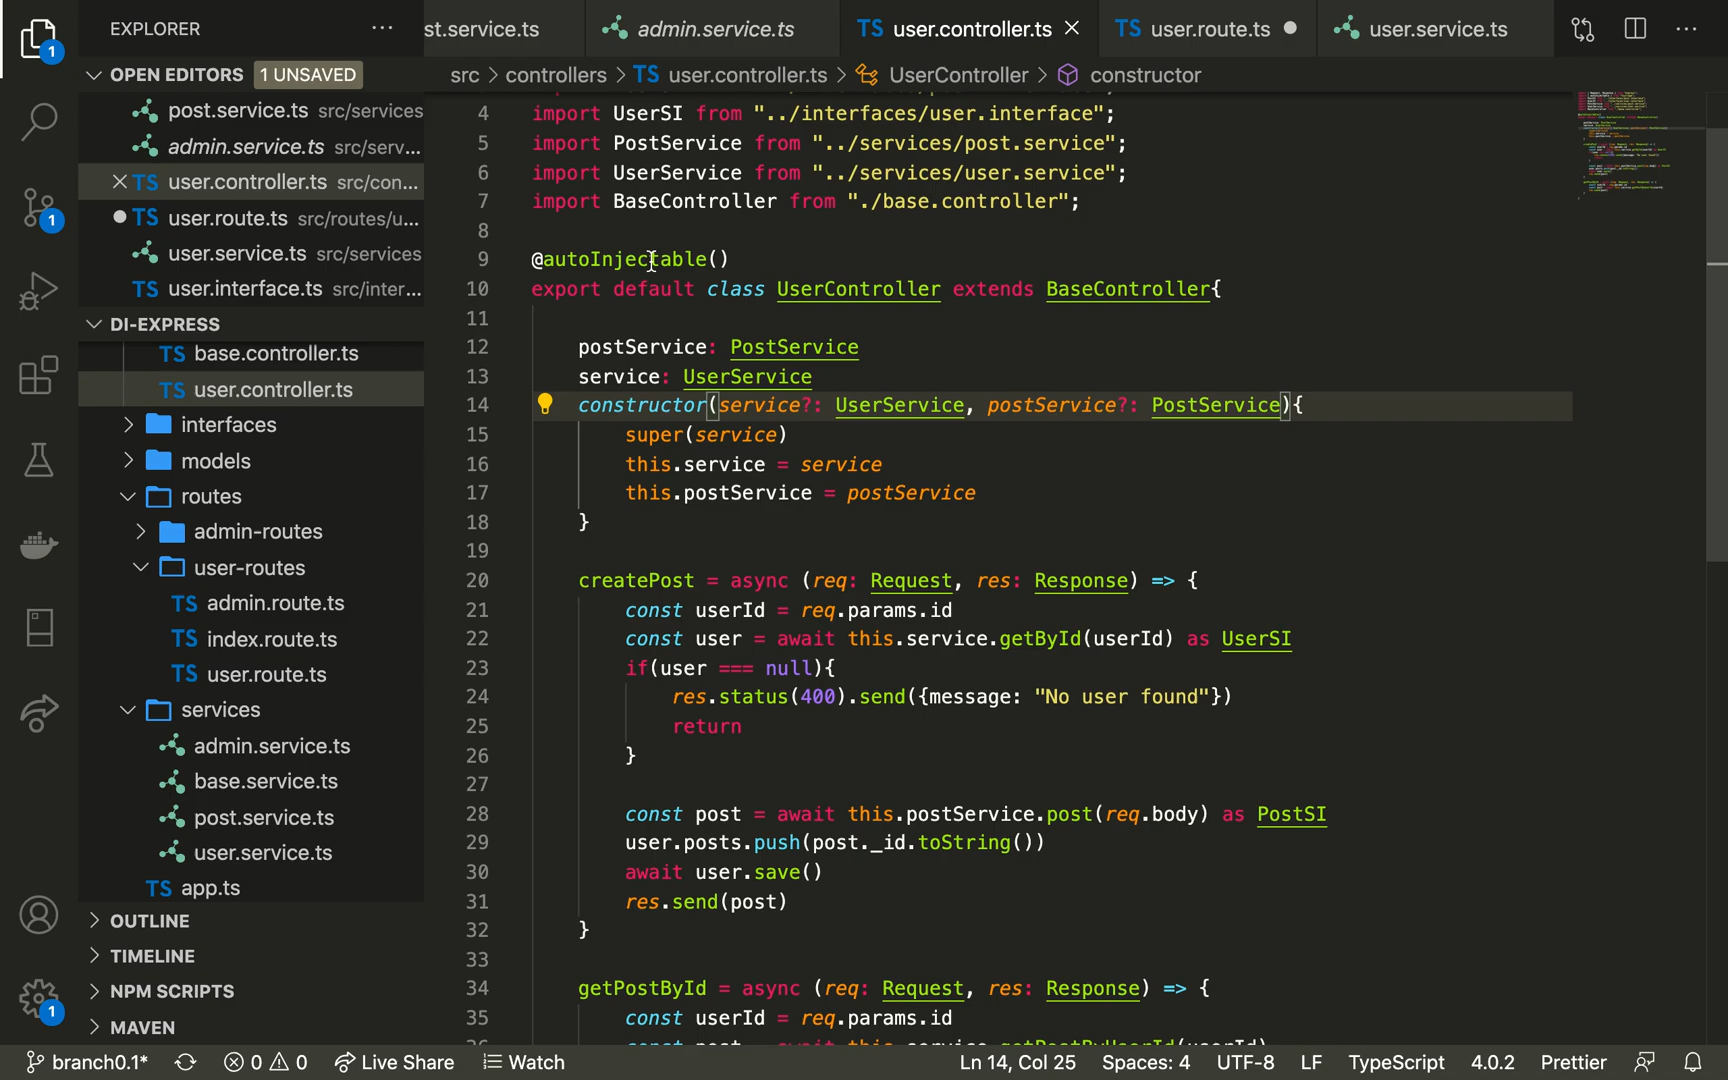 EXPLORER
OPEN EDITORS 1 UNSAVED
post.service.ts src/services
admin.service.ts src/serv...
user.controller.ts src/con...
user.route.ts src/routes/u...
user.service.ts src/services
user.interface.ts src/inter...
DI-EXPRESS
base.controller.ts
user.controller.ts
interfaces
models
routes
admin-routes
user-routes
admin.route.ts
index.route.ts
user.route.ts
services
admin.service.ts
base.service.ts
post.service.ts
user.service.ts
app.ts
OUTLINE
TIMELINE
NPM SCRIPTS
MAVEN
st.service.ts admin.service.ts TS user.controller.ts TS user.route.ts user.service.ts
src > controllers > TS user.controller.ts > UserController > constructor
4 import UserSI from "../interfaces/user.interface";
5 import PostService from "../services/post.service";
6 import UserService from "../services/user.service";
7 import BaseController from "./base.controller";
8
9 @autoInjectable()
10 export default class UserController extends BaseController{
11
12 postService: PostService
13 service: UserService
14 constructor(service?: UserService, postService?: PostService){
15 super(service)
16 this.service = service
17 this.postService = postService
18 }
19
20 createPost = async (req: Request, res: Response) => {
21 const userId = req.params.id
22 const user = await this.service.getById(userId) as UserSI
23 if(user === null){
24 res.status(400).send({message: "No user found"})
25 return
26 }
27
28 const post = await this.postService.post(req.body) as PostSI
29 user.posts.push(post._id.toString())
30 await user.save()
31 res.send(post)
32 }
33
34 getPostById = async (req: Request, res: Response) => {
35 const userId = req.params.id
branch0.1* 0 0 Live Share Watch Ln 14, Col 25 Spaces: 4 UTF-8 LF TypeScript 4.0.2 Prettier